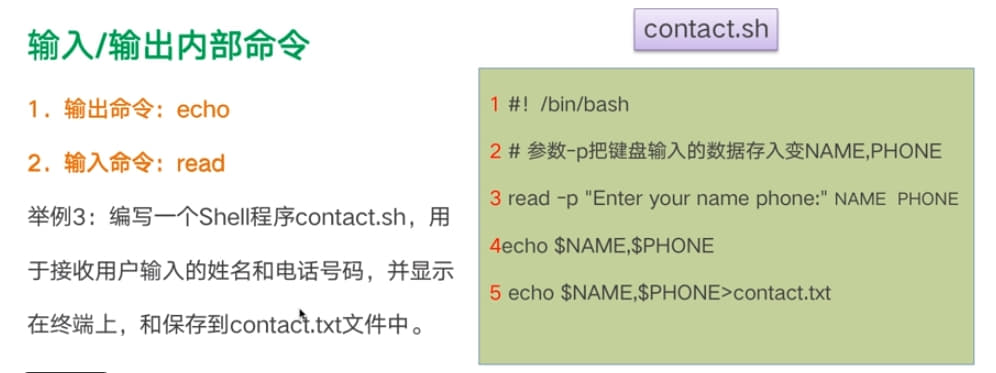 输入/输出内部命令
1. 输出命令：echo
2. 输入命令：read
举例3：编写一个Shell程序contact.sh，用
于接收用户输入的姓名和电话号码，并显示
在终端上，和保存到contact.txt文件中。
contact.sh
1 #！/bin/bash
2 # 参数-p把键盘输入的数据存入变NAME,PHONE
3 read -p "Enter your name phone:" NAME PHONE
4echo $NAME,$PHONE
5 echo $NAME,$PHONE>contact.txt